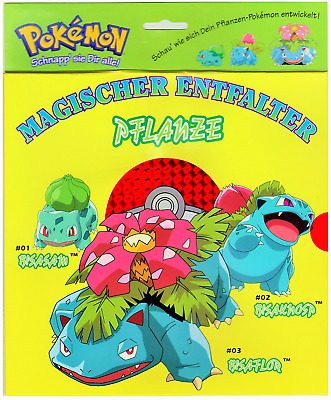 Schau' wie sich Dein Pflanzen-Pokémon entwickelt!
POKéMON
Schnapp' sie Dir alle!
MAGISCHER ENTFALTER
PFLANZE
#01
BISASAM™
#02
BISAKNOSP™
#03
BISAFLOR™